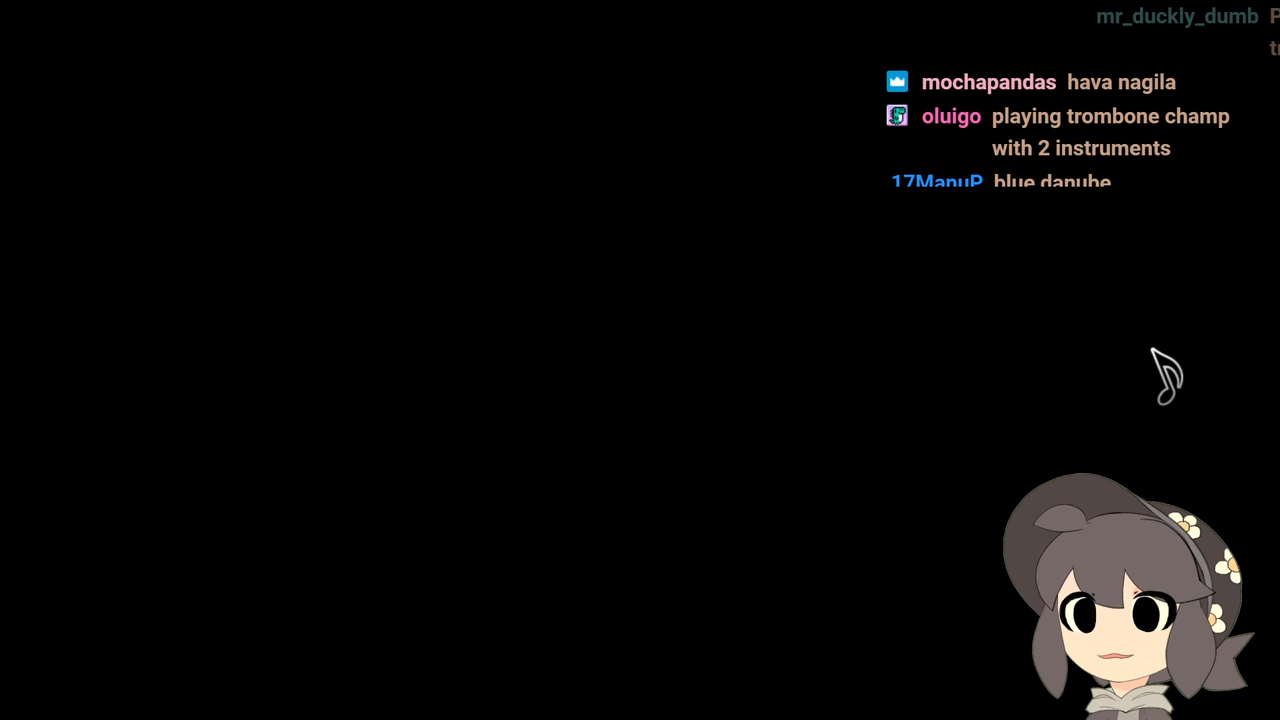 mr_duckly_dumb P
mochapandas hava nagila
oluigo playing trombone champ
with 2 instruments
17ManuP blue danube